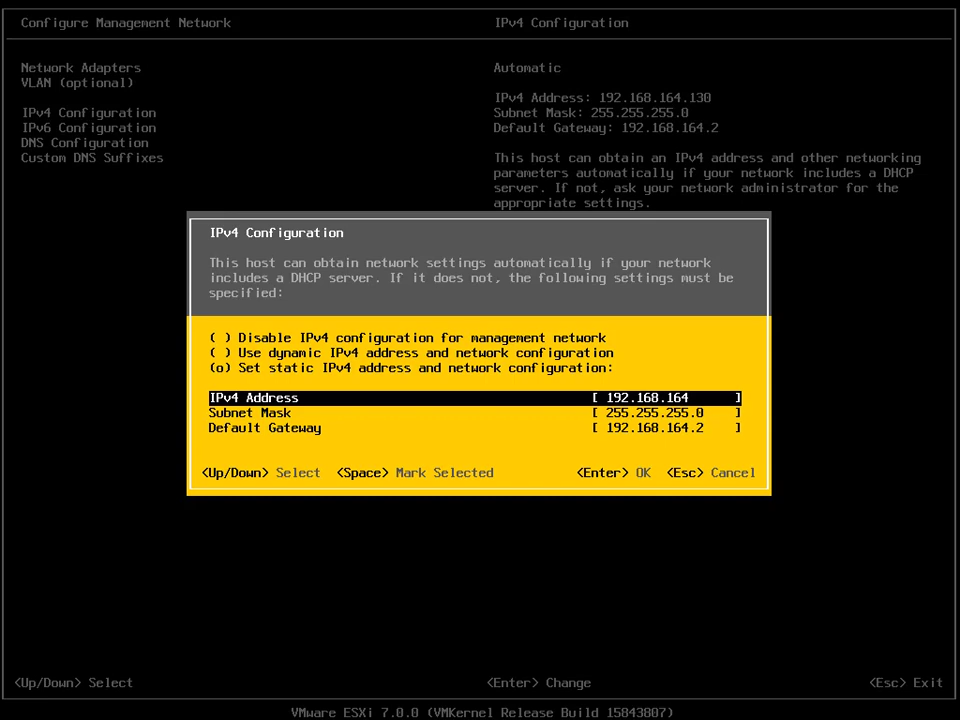 Configure Management Network
IPv4 Configuration
Network Adapters
VLAN (optional)
IPv4 Configuration
IPv6 Configuration
DNS Configuration
Custom DNS Suffixes
Automatic
IPv4 Address: 192.168.164.130
Subnet Mask: 255.255.255.0
Default Gateway: 192.168.164.2
This host can obtain an IPv4 address and other networking
parameters automatically if your network includes a DHCP
server. If not, ask your network administrator for the
appropriate settings.
IPv4 Configuration
This host can obtain network settings automatically if your network
includes a DHCP server. If it does not, the following settings must be
specified:
( ) Disable IPv4 configuration for management network
( ) Use dynamic IPv4 address and network configuration
(o) Set static IPv4 address and network configuration:
IPv4 Address [ 192.168.164 ]
Subnet Mask [ 255.255.255.0 ]
Default Gateway [ 192.168.164.2 ]
<Up/Down> Select <Space> Mark Selected <Enter> OK <Esc> Cancel
<Up/Down> Select <Enter> Change <Esc> Exit
VMware ESXi 7.0.0 (VMKernel Release Build 15843807)